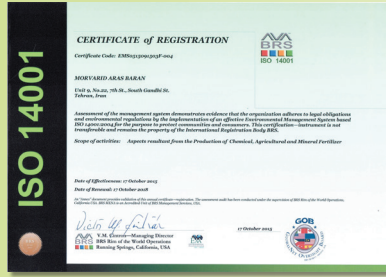 ISO 14001
CERTIFICATE of REGISTRATION
Certificate Code: EMS0513091203F-004
BRS
ISO 14001
MORVARID ARAS BARAN
Unit 9, No.22, 7th St., South Gandhi St.
Tehran, Iran
Assessment of the management system demonstrates evidence that the organization adheres to legal obligations
and environmental regulations by the implementation of an effective Environmental Management System based
ISO 14001:2004 for the purpose to protect communities and consumers. This certification–instrument is not
transferable and remains the property of the International Registration Body BRS.
Scope of activities: Aspects resultant from the Production of Chemical, Agricultural and Mineral Fertilizer
Date of Effectiveness: 17 October 2015
Date of Renewal: 17 October 2018
17 October 2015
V.M. Convers–Managing Director
BRS Rim of the World Operations
Running Springs, California, USA
BRS
GOB